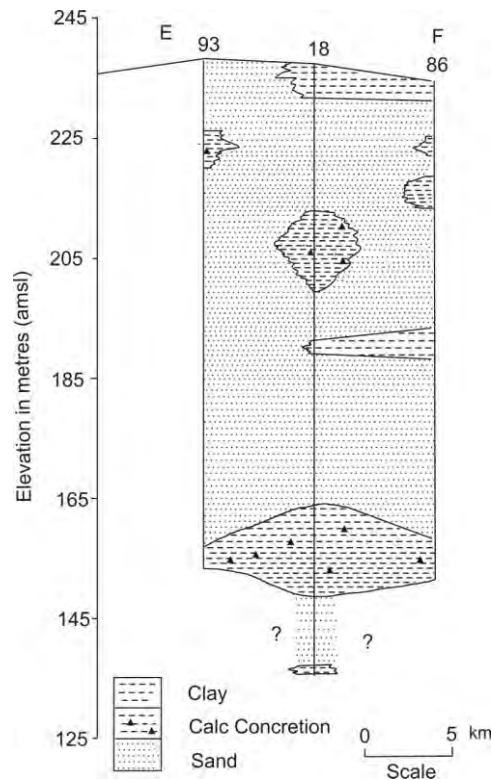 245
E
93
18
F
86
225
205
185
165
145
125
Elevation in metres (amsl)
?
?
Clay
Calc Concretion
Sand
0
5
km
Scale